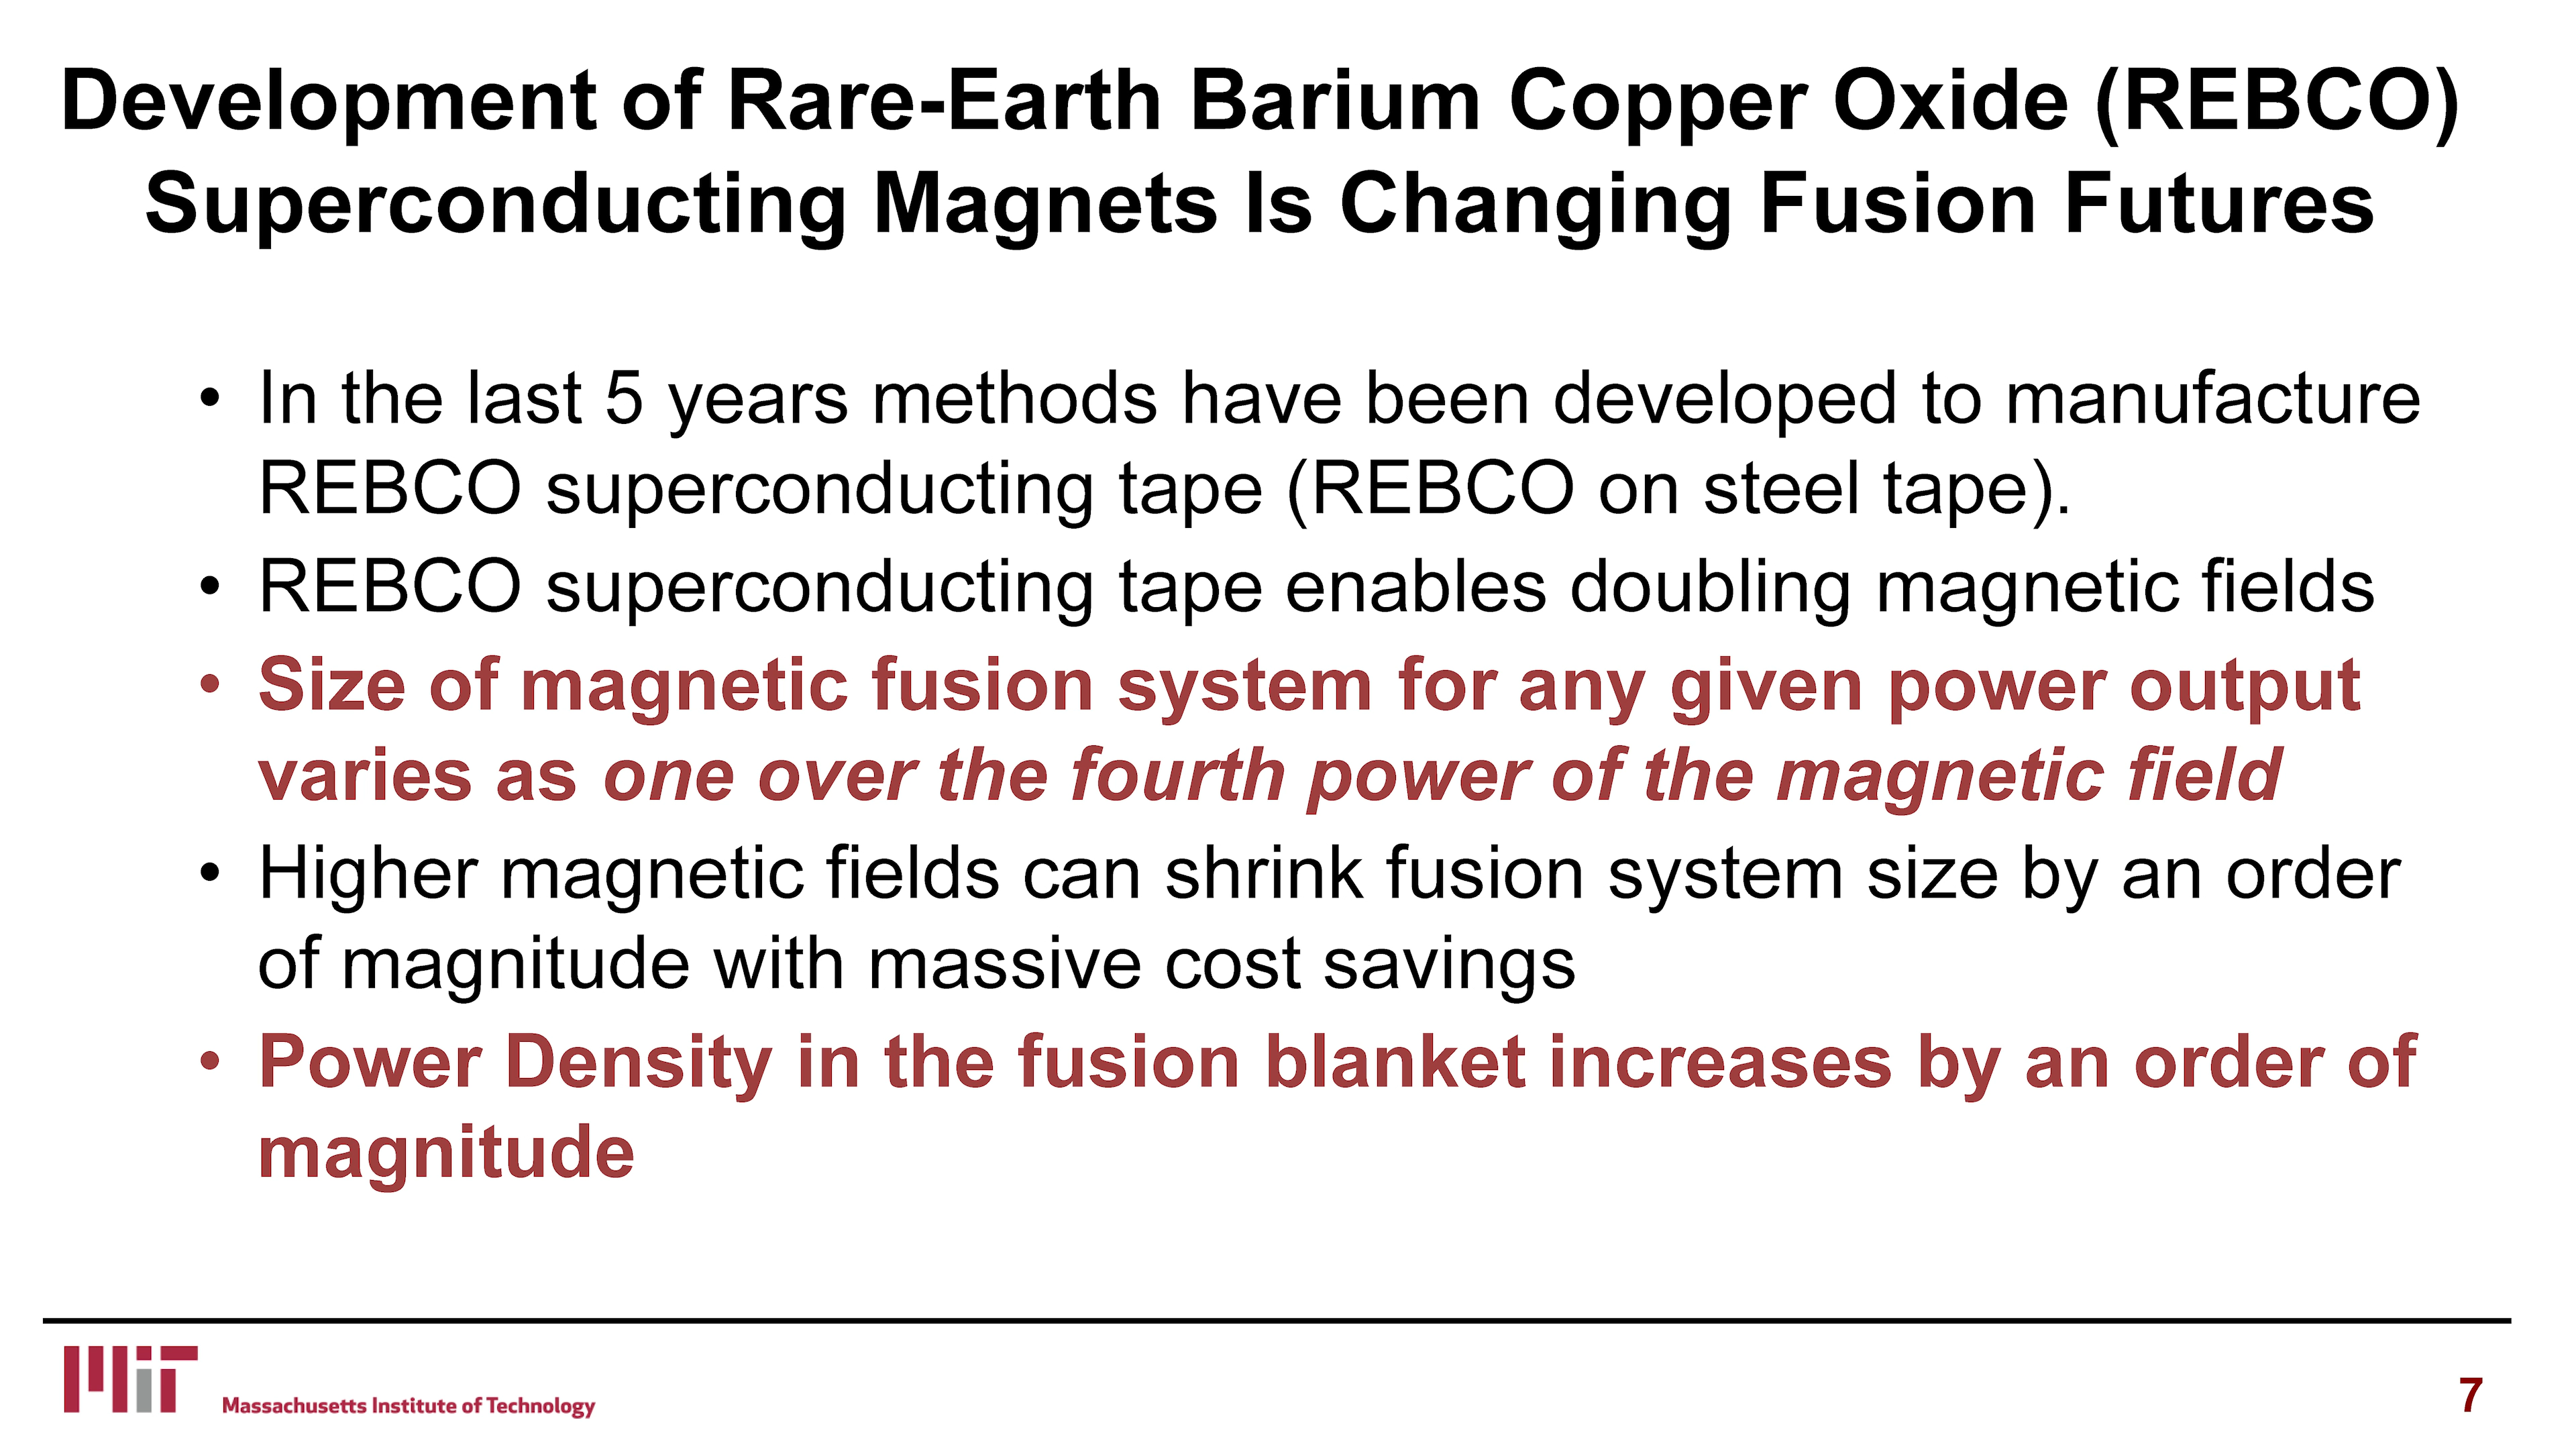 Development of Rare-Earth Barium Copper Oxide (REBCO)
Superconducting Magnets Is Changing Fusion Futures
• In the last 5 years methods have been developed to manufacture
REBCO superconducting tape (REBCO on steel tape).
• REBCO superconducting tape enables doubling magnetic fields
• Size of magnetic fusion system for any given power output
varies as one over the fourth power of the magnetic field
• Higher magnetic fields can shrink fusion system size by an order
of magnitude with massive cost savings
• Power Density in the fusion blanket increases by an order of
magnitude
MIT Massachusetts Institute of Technology
7